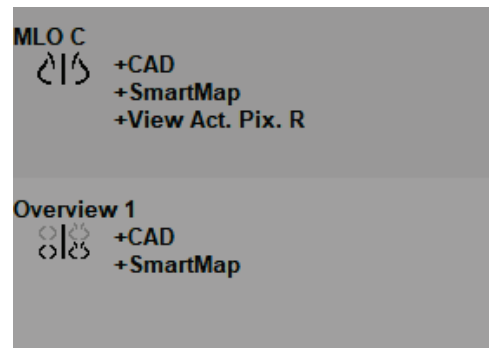 MLO C
+CAD
+SmartMap
+View Act. Pix. R
Overview 1
+CAD
+SmartMap